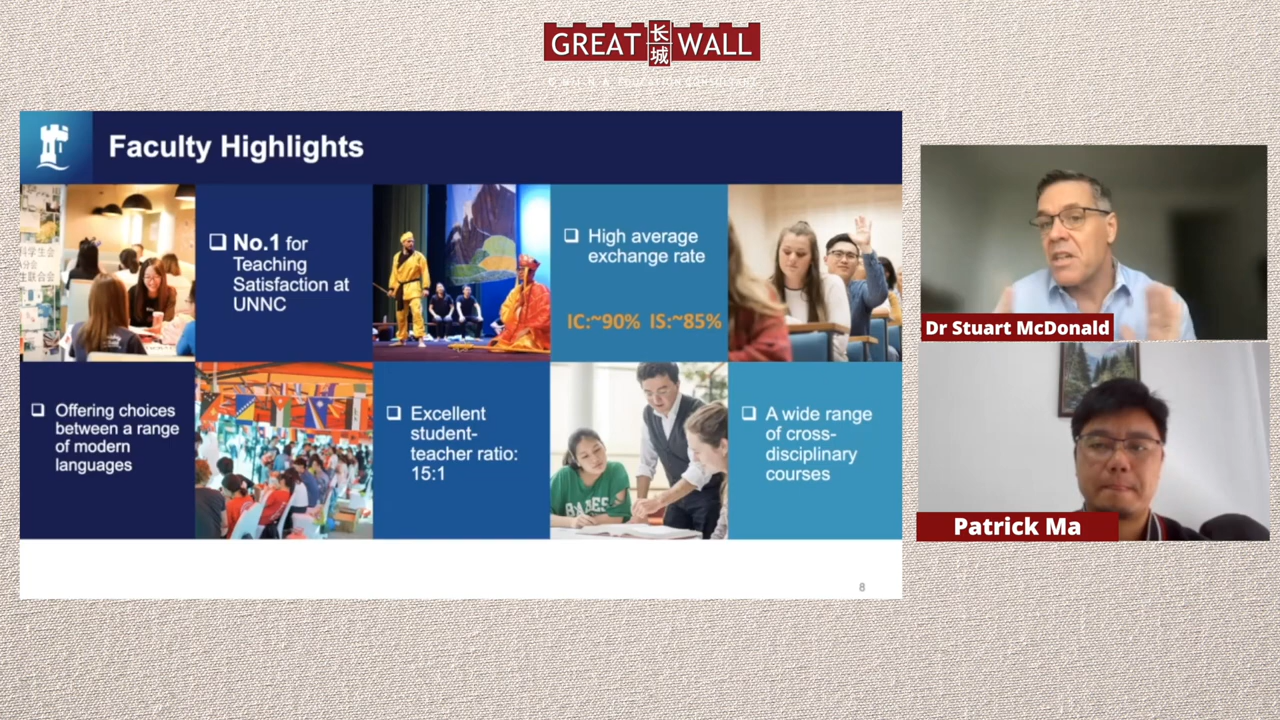 GREAT 长城 WALL
Faculty Highlights
No.1 for
Teaching
Satisfaction at
UNNC
High average
exchange rate
IC:~90% IS:~85%
Offering choices
between a range
of modern
languages
Excellent
student-
teacher ratio:
15:1
A wide range
of cross-
disciplinary
courses
8
Dr Stuart McDonald
Patrick Ma